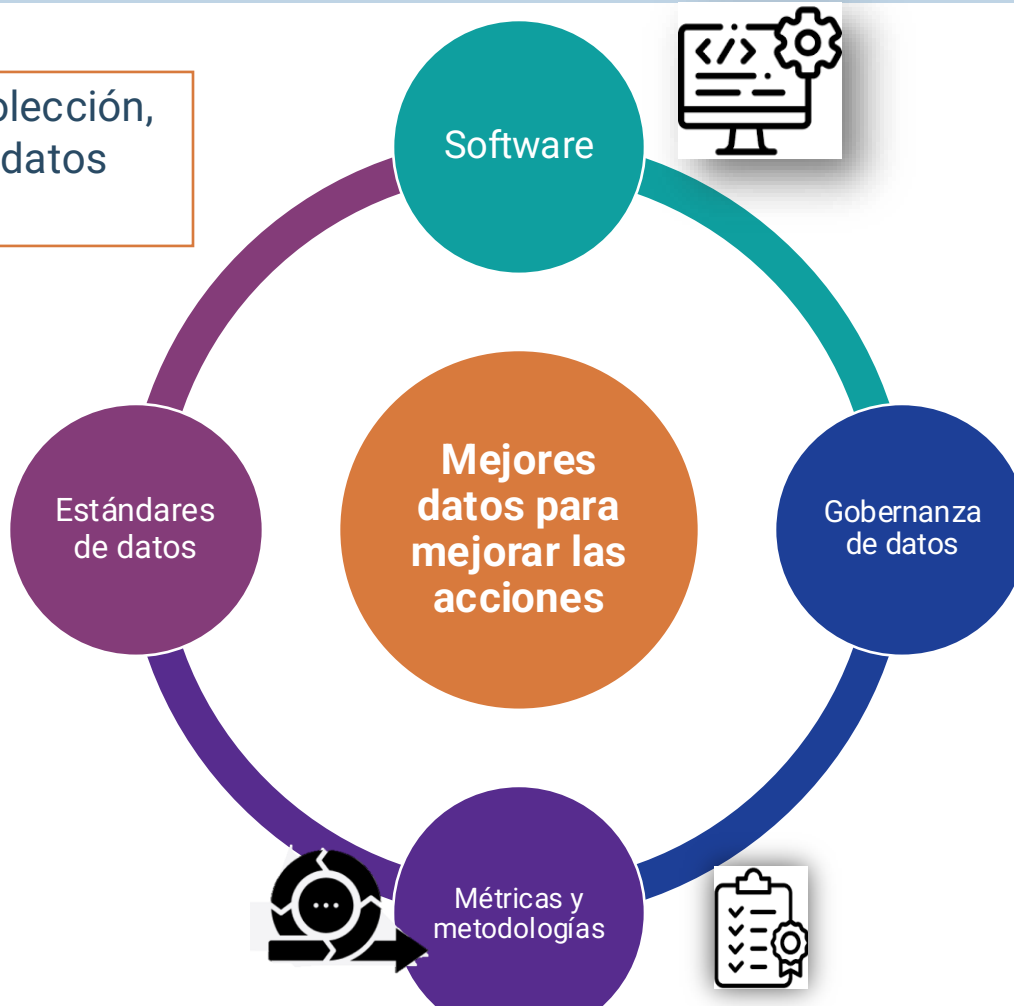 olección,
datos
Software
Estándares
de datos
Mejores
datos para
mejorar las
acciones
Gobernanza
de datos
Métricas y
metodologías